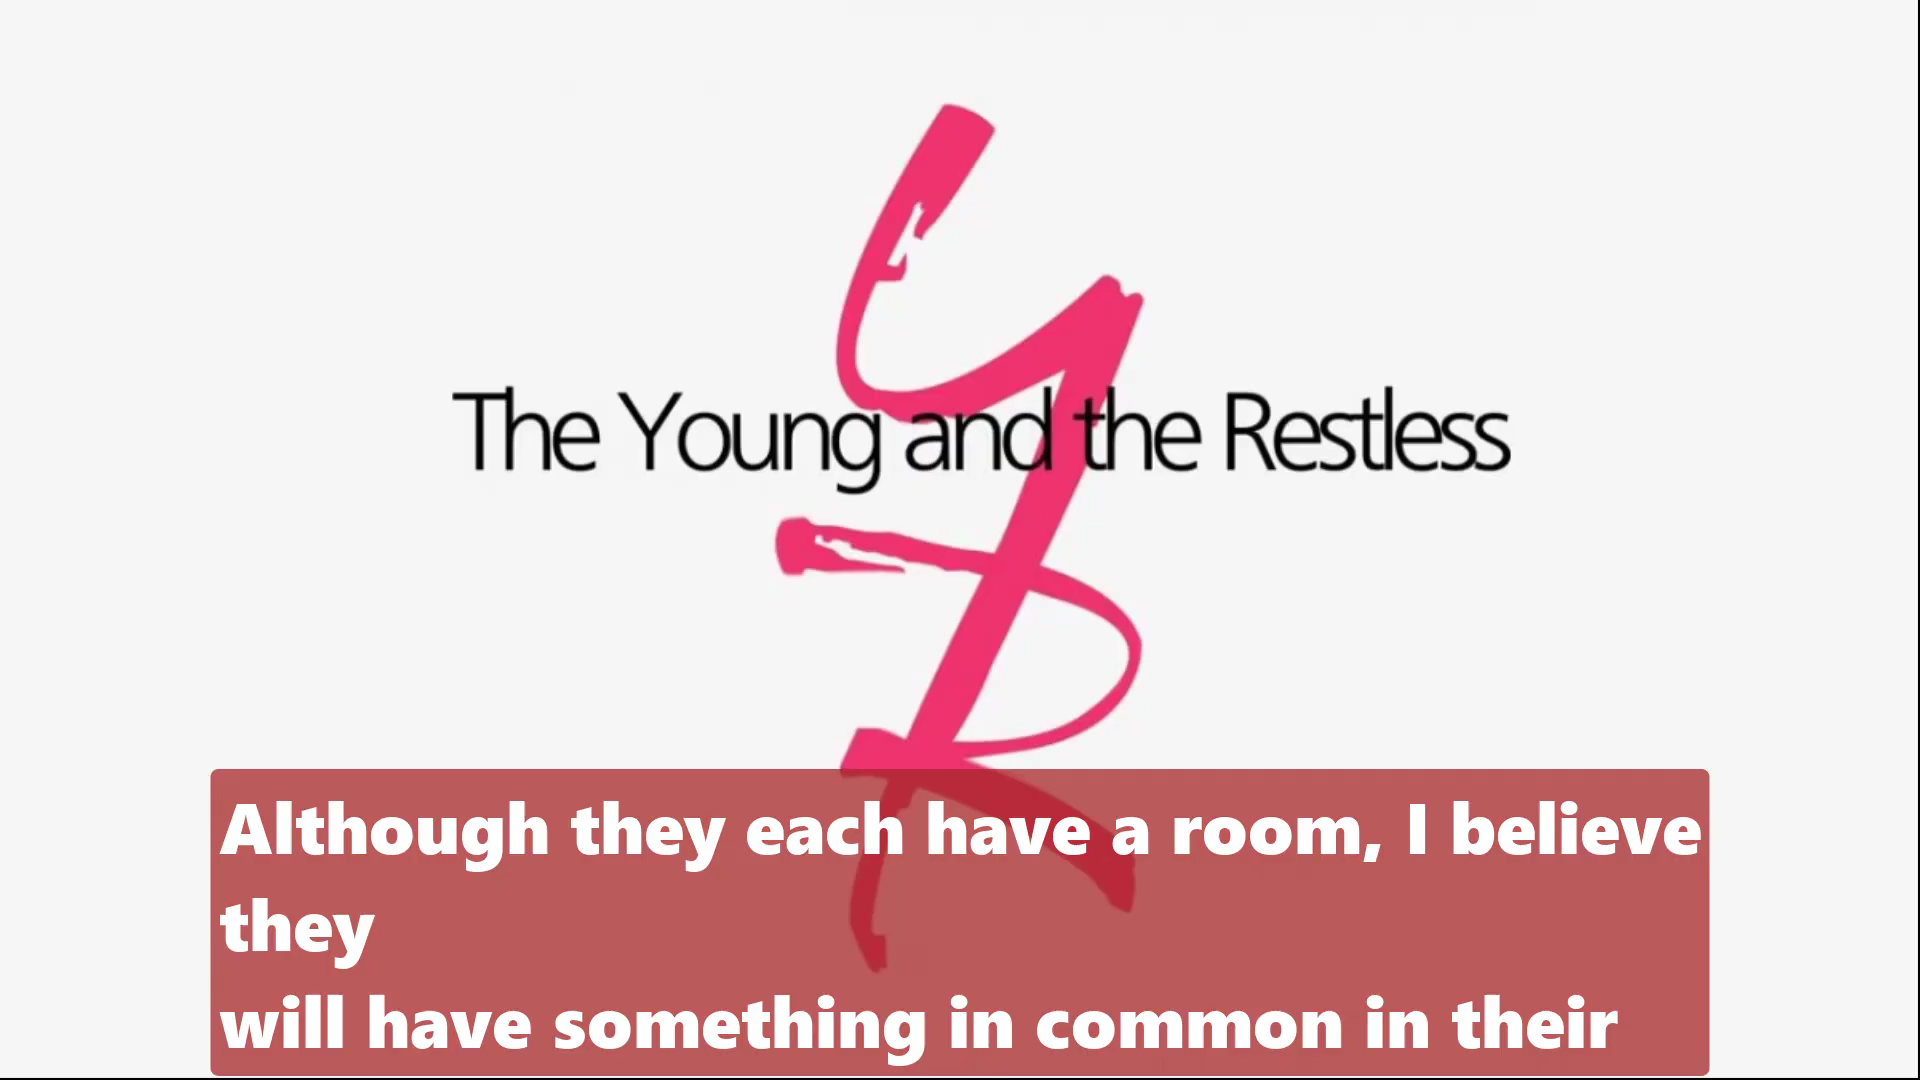 YR
The Young and the Restless
Although they each have a room, I believe
they
will have something in common in their